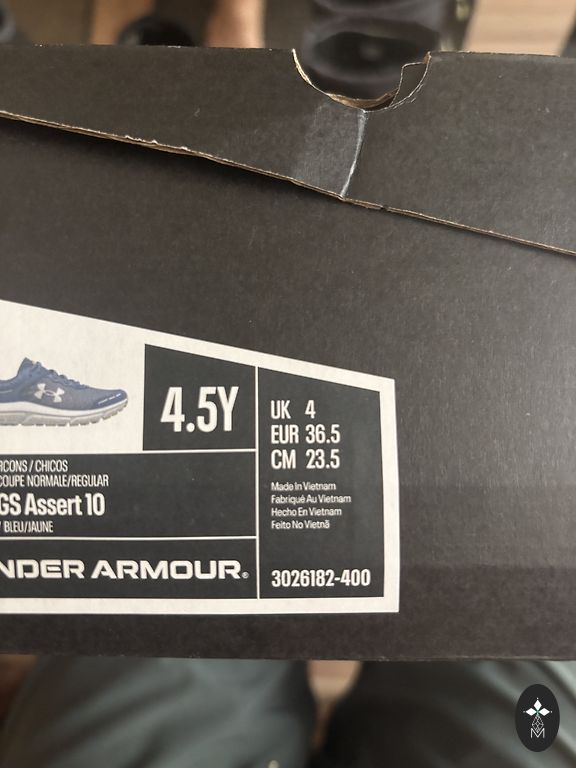 4.5Y
UK 4
EUR 36.5
CM 23.5
Made In Vietnam
Fabriqué Au Vietnam
Hecho En Vietnam
Feito No Vietnã
3026182-400
RCONS / CHICOS
COUPE NORMALE/REGULAR
GS Assert 10
/ BLEU/JAUNE
NDER ARMOUR®
M